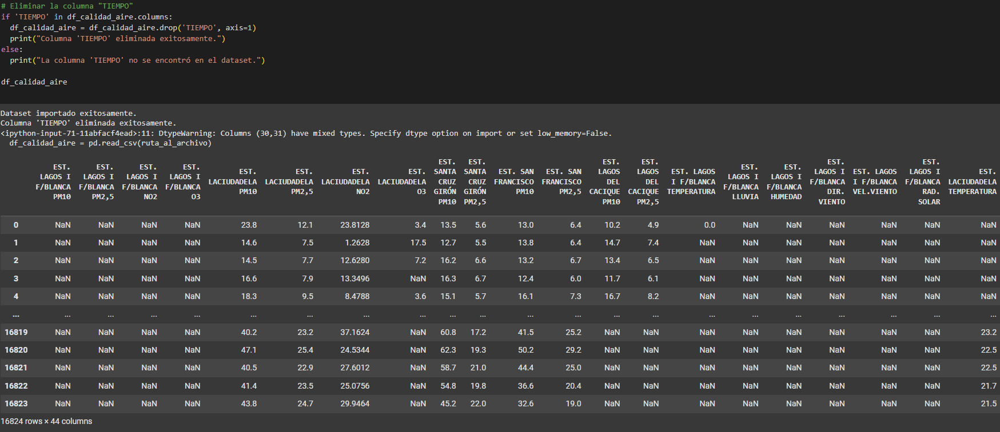 # Eliminar la columna "TIEMPO"
if 'TIEMPO' in df_calidad_aire.columns:
  df_calidad_aire = df_calidad_aire.drop('TIEMPO', axis=1)
  print("Columna 'TIEMPO' eliminada exitosamente.")
else:
  print("La columna 'TIEMPO' no se encontró en el dataset.")
df_calidad_aire
Dataset importado exitosamente.
Columna 'TIEMPO' eliminada exitosamente.
<ipython-input-71-11abfacf4ead>:11: DtypeWarning: Columns (30,31) have mixed types. Specify dtype option on import or set low_memory=False.
  df_calidad_aire = pd.read_csv(ruta_al_archivo)
EST. LAGOS I F/BLANCA PM10 EST. LAGOS I F/BLANCA PM2,5 EST. LAGOS I F/BLANCA NO2 EST. LAGOS I F/BLANCA O3 EST. LACIUDADELA PM10 EST. LACIUDADELA PM2,5 EST. LACIUDADELA NO2 EST. LACIUDADELA O3 EST. SANTA CRUZ GIRÓN PM10 EST. SANTA CRUZ GIRÓN PM2,5 EST. SAN FRANCISCO PM10 EST. SAN FRANCISCO PM2,5 EST. LAGOS DEL CACIQUE PM10 EST. LAGOS DEL CACIQUE PM2,5 EST. LAGOS I F/BLANCA TEMPERATURA EST. LAGOS I F/BLANCA LLUVIA EST. LAGOS I F/BLANCA HUMEDAD EST. LAGOS I F/BLANCA DIR. VIENTO EST. LAGOS I F/BLANCA VEL.VIENTO EST. LAGOS I F/BLANCA RAD. SOLAR EST. LACIUDADELA TEMPERATURA
0 NaN NaN NaN NaN 23.8 12.1 23.8128 3.4 13.5 5.6 13.0 6.4 10.2 4.9 0.0 NaN NaN NaN NaN NaN NaN
1 NaN NaN NaN NaN 14.6 7.5 1.2628 17.5 12.7 5.5 13.8 6.4 14.7 7.4 NaN NaN NaN NaN NaN NaN NaN
2 NaN NaN NaN NaN 14.5 7.7 12.6280 7.2 16.2 6.6 13.2 6.7 13.4 6.5 NaN NaN NaN NaN NaN NaN NaN
3 NaN NaN NaN NaN 16.6 7.9 13.3496 NaN 16.3 6.7 12.4 6.0 11.7 6.1 NaN NaN NaN NaN NaN NaN NaN
4 NaN NaN NaN NaN 18.3 9.5 8.4788 3.6 15.1 5.7 16.1 7.3 16.7 8.2 NaN NaN NaN NaN NaN NaN NaN
... ... ... ... ... ... ... ... ... ... ... ... ... ... ... ... ... ... ... ... ... ...
16819 NaN NaN NaN NaN 40.2 23.2 37.1624 NaN 60.8 17.2 41.5 25.2 NaN NaN NaN NaN NaN NaN NaN NaN 23.2
16820 NaN NaN NaN NaN 47.1 25.4 24.5344 NaN 62.3 19.3 50.2 29.2 NaN NaN NaN NaN NaN NaN NaN NaN 22.5
16821 NaN NaN NaN NaN 40.5 22.9 27.6012 NaN 58.7 21.0 44.4 25.0 NaN NaN NaN NaN NaN NaN NaN NaN 22.5
16822 NaN NaN NaN NaN 41.4 23.5 25.0756 NaN 54.8 19.8 36.6 20.4 NaN NaN NaN NaN NaN NaN NaN NaN 21.7
16823 NaN NaN NaN NaN 43.8 24.7 29.9464 NaN 45.2 22.0 32.6 19.0 NaN NaN NaN NaN NaN NaN NaN NaN 21.5
16824 rows × 44 columns